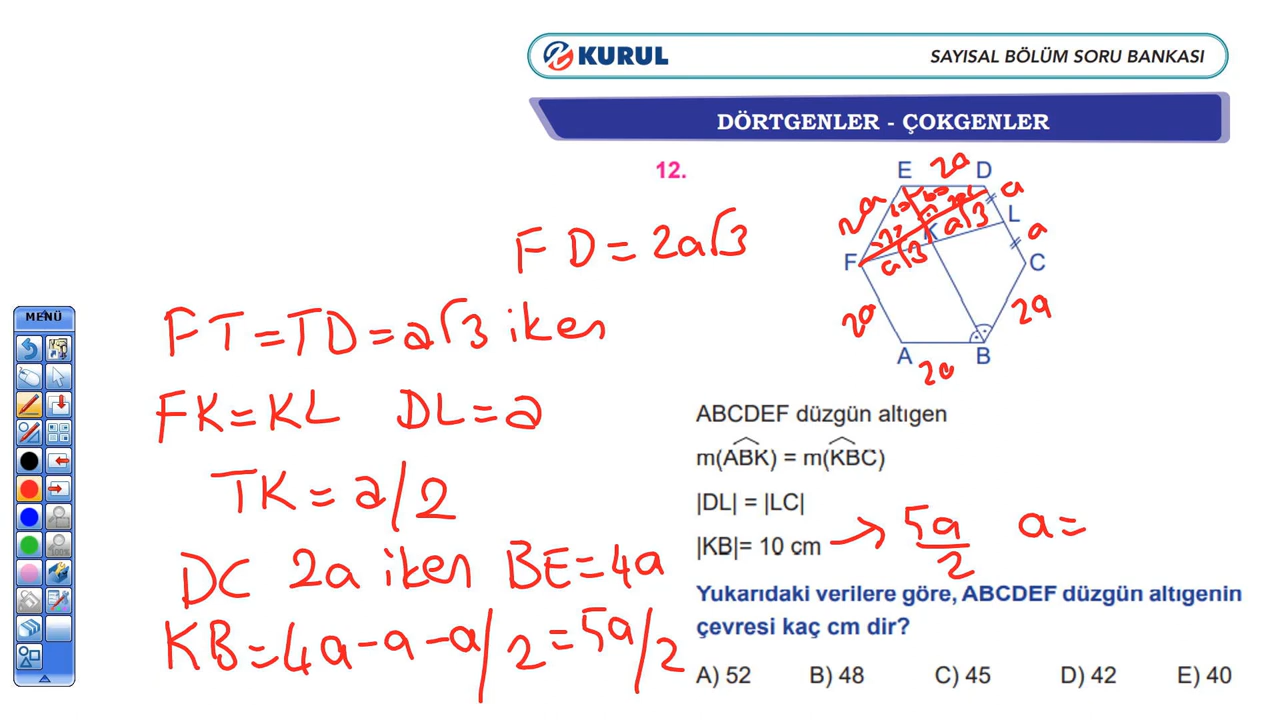 KURUL
SAYISAL BÖLÜM SORU BANKASI
DÖRTGENLER - ÇOKGENLER
12.
E 2a D
2a a
L
K a√3 a
F a√3 C
2a 2a
A B
2a
FD = 2a√3
FT = TD = a√3 iken
FK = KL DL = a
TK = a/2
DC 2a iken BE = 4a
KB = 4a - a - a/2 = 5a/2
MENÜ
ABCDEF düzgün altıgen
m(ABK) = m(KBC)
|DL| = |LC|
|KB|= 10 cm → 5a/2 a=
Yukarıdaki verilere göre, ABCDEF düzgün altıgenin
çevresi kaç cm dir?
A) 52 B) 48 C) 45 D) 42 E) 40